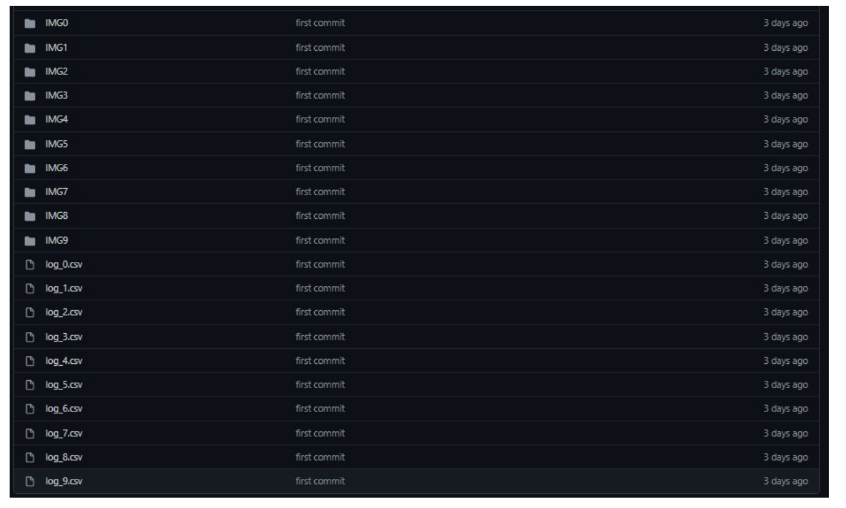 IMG0 first commit 3 days ago
IMG1 first commit 3 days ago
IMG2 first commit 3 days ago
IMG3 first commit 3 days ago
IMG4 first commit 3 days ago
IMG5 first commit 3 days ago
IMG6 first commit 3 days ago
IMG7 first commit 3 days ago
IMG8 first commit 3 days ago
IMG9 first commit 3 days ago
log_0.csv first commit 3 days ago
log_1.csv first commit 3 days ago
log_2.csv first commit 3 days ago
log_3.csv first commit 3 days ago
log_4.csv first commit 3 days ago
log_5.csv first commit 3 days ago
log_6.csv first commit 3 days ago
log_7.csv first commit 3 days ago
log_8.csv first commit 3 days ago
log_9.csv first commit 3 days ago